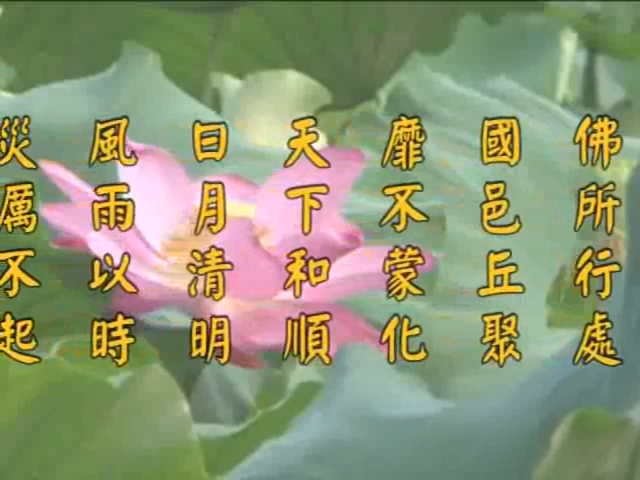 佛所行處
國邑丘聚
靡不蒙化
天下和順
日月清明
風雨以時
災厲不起